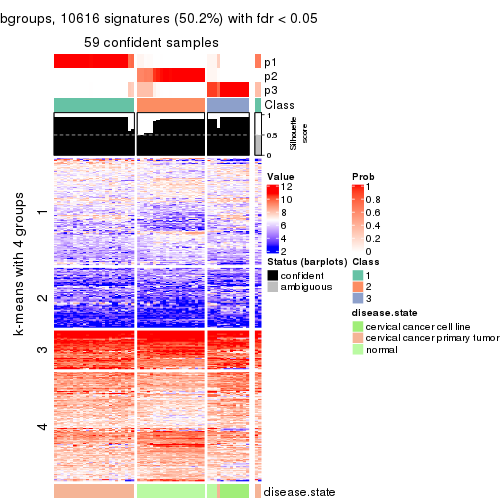 bgroups, 10616 signatures (50.2%) with fdr < 0.05
59 confident samples
p1
p2
p3
Class
1
0.5
0
Silhouette
score
k-means with 4 groups
1
2
3
4
Value
12
10
8
6
4
2
Prob
1
0.8
0.6
0.4
0.2
0
Status (barplots)
confident
ambiguous
Class
1
2
3
disease.state
cervical cancer cell line
cervical cancer primary tumor
normal
disease.state